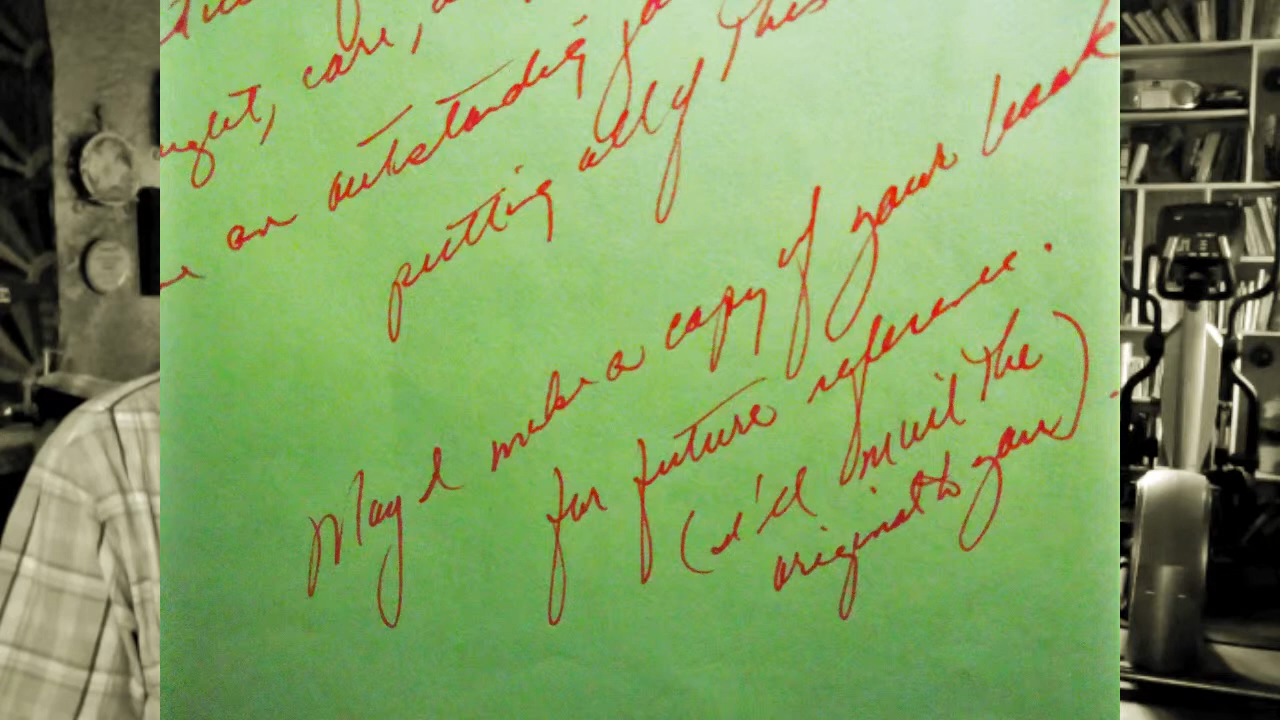 care,
an outstanding
putting all of this
May I make a copy of your book
for future reference.
(I'll mail the
original to you).